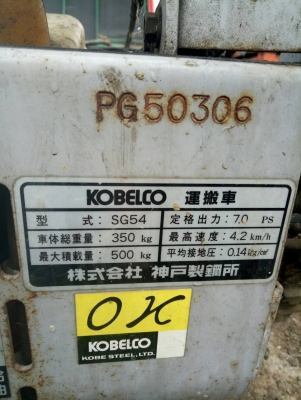 PG50306
KOBELCO 運搬車
型 式: SG54 定格出力: 7.0 PS
車体総重量: 350 kg 最高速度: 4.2 km/h
最大積載量: 500 kg 平均接地圧: 0.14 kg/cm²
株式会社 神戸製鋼所
OK
KOBELCO
KOBE STEEL, LTD.